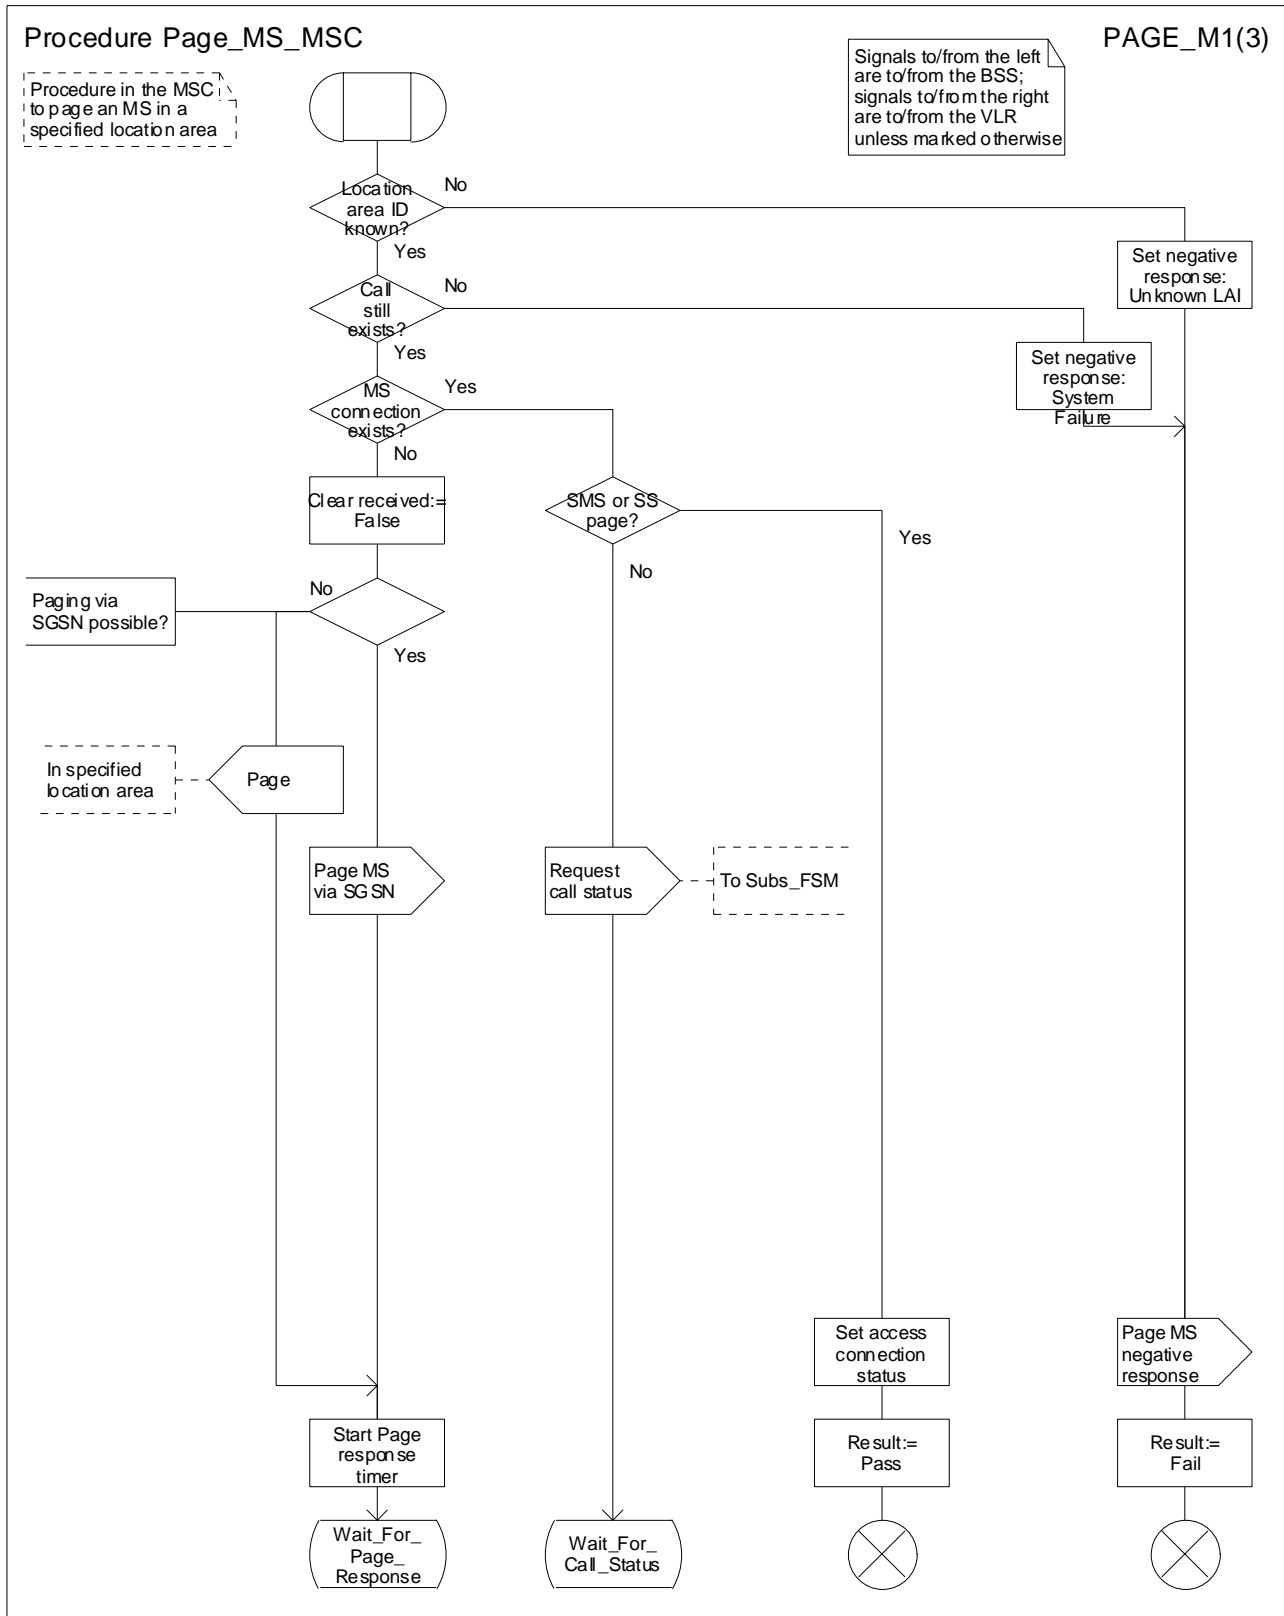 Procedure Page_MS_MSC
PAGE_M1(3)
Procedure in the MSC
to page an MS in a
specified location area
Signals to/from the left
are to/from the BSS;
signals to/from the right
are to/from the VLR
unless marked otherwise
Location
area ID
known?
No
Yes
Set negative
response:
Unknown LAI
Call
still
exists?
No
Yes
Set negative
response:
System
Failure
MS
connection
exists?
Yes
No
Clear received:=
False
SMS or SS
page?
Yes
No
Paging via
SGSN possible?
No
Yes
In specified
location area
Page
Page MS
via SGSN
Request
call status
To Subs_FSM
Set access
connection
status
Page MS
negative
response
Start Page
response
timer
Result:=
Pass
Result:=
Fail
Wait_For_
Page_
Response
Wait_For_
Call_Status